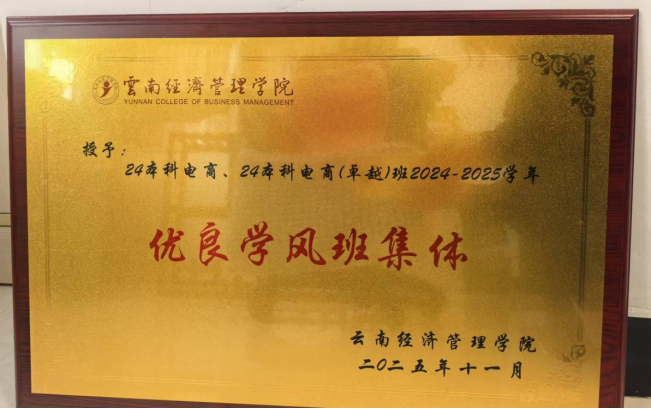 雲南经濟管理学院
YUNNAN COLLEGE OF BUSINESS MANAGEMENT
授予：
24本科电商、24本科电商(卓越)班2024-2025学年
优良学风班集体
云南经济管理学院
二〇二五年十一月